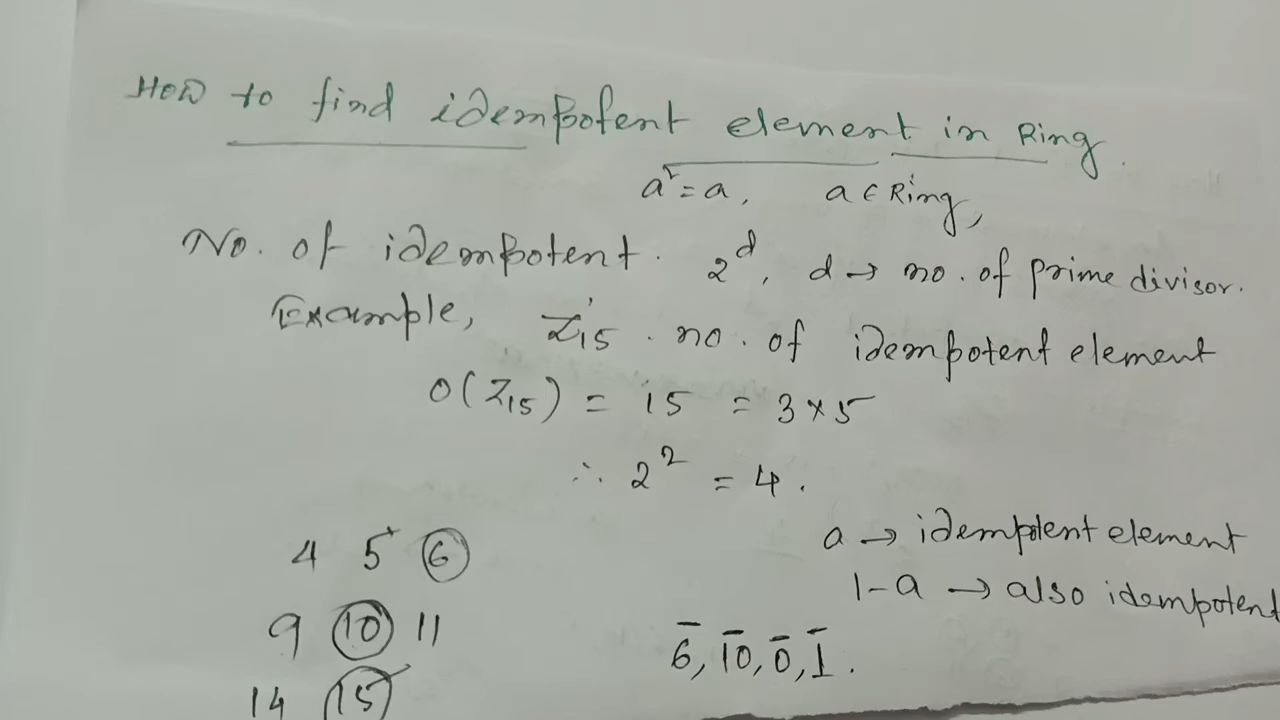 How to find idempotent element in Ring.
a² = a, a ∈ Ring,
No. of idempotent. 2^d, d → no. of prime divisor.
Example, Z₁₅. no. of idempotent element
O(Z₁₅) = 15 = 3 × 5
∴ 2² = 4.
a → idempotent element
1-a → also idempotent
4 5 6
9 10 11
14 15
6̄, 1̄0̄, 0̄, 1̄.